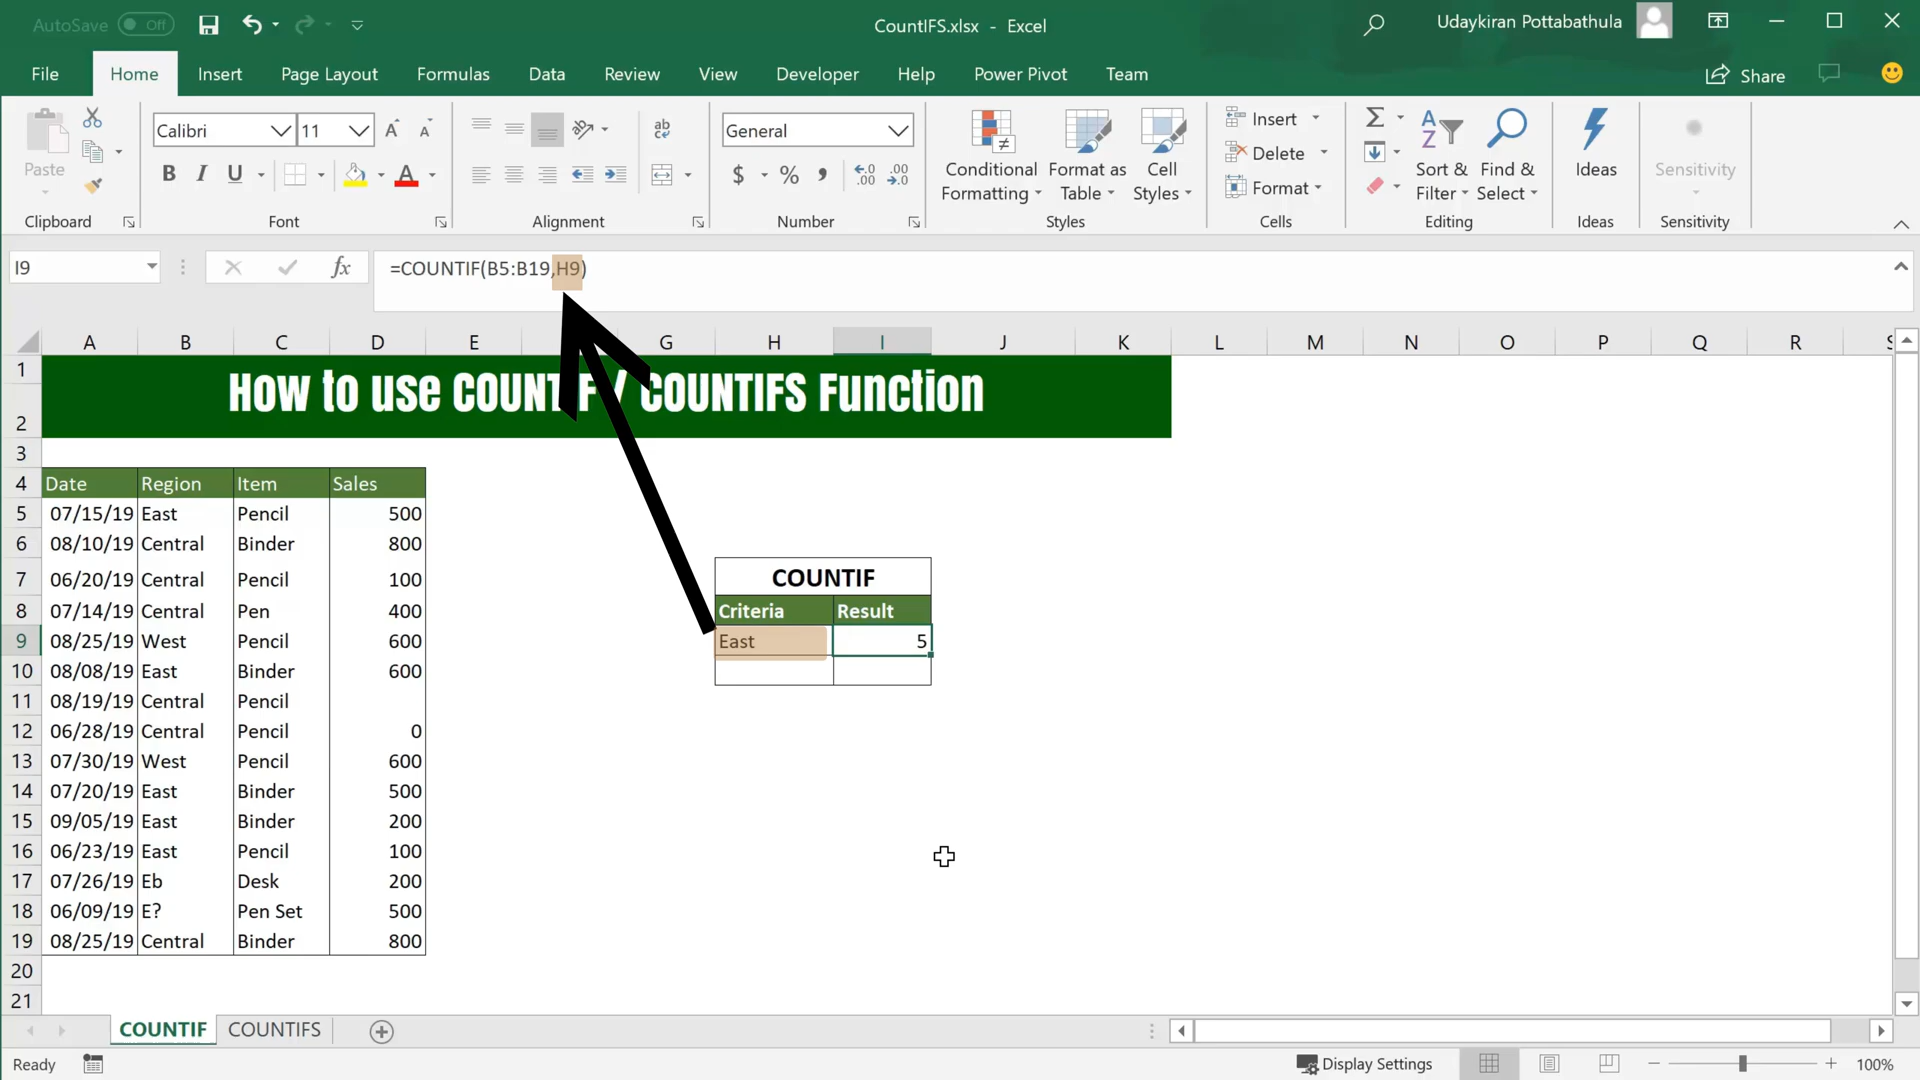 AutoSave Off
CountIFS.xlsx - Excel
Udaykiran Pottabathula
File Home Insert Page Layout Formulas Data Review View Developer Help Power Pivot Team
Share
Paste
Clipboard
Calibri 11
A A
B I U A
Font
ab
Alignment
General
$ % , .00 .00
Number
Conditional Formatting
Format as Table
Cell Styles
Styles
Insert
Delete
Format
Cells
Sort & Filter
Find & Select
Editing
Ideas
Ideas
Sensitivity
Sensitivity
I9
fx
=COUNTIF(B5:B19,H9)
A B C D E G H I J K L M N O P Q R
1
How to use COUNTIF / COUNTIFS Function
2
3
4 Date Region Item Sales
5 07/15/19 East Pencil 500
6 08/10/19 Central Binder 800
7 06/20/19 Central Pencil 100 COUNTIF
8 07/14/19 Central Pen 400 Criteria Result
9 08/25/19 West Pencil 600 East 5
10 08/08/19 East Binder 600
11 08/19/19 Central Pencil
12 06/28/19 Central Pencil 0
13 07/30/19 West Pencil 600
14 07/20/19 East Binder 500
15 09/05/19 East Binder 200
16 06/23/19 East Pencil 100
17 07/26/19 Eb Desk 200
18 06/09/19 E? Pen Set 500
19 08/25/19 Central Binder 800
20
21
COUNTIF COUNTIFS
Ready
Display Settings
100%